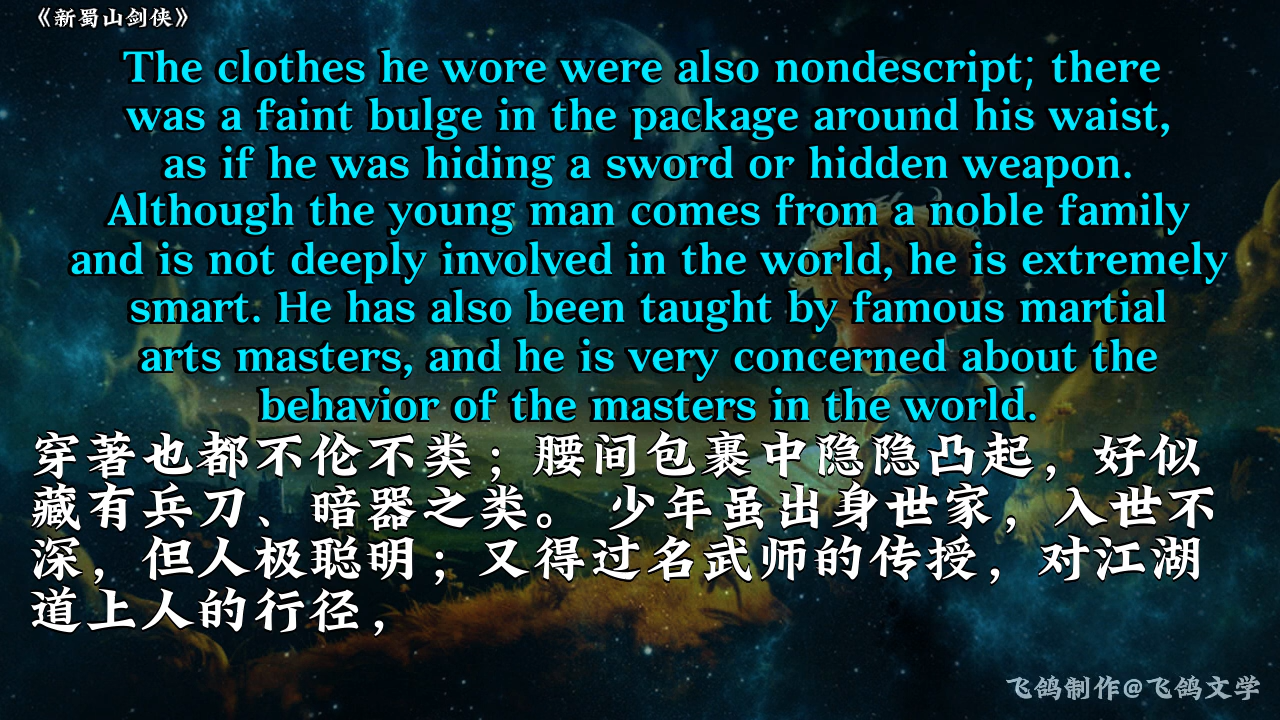 《新蜀山剑侠》
The clothes he wore were also nondescript; there
was a faint bulge in the package around his waist,
as if he was hiding a sword or hidden weapon.
Although the young man comes from a noble family
and is not deeply involved in the world, he is extremely
smart. He has also been taught by famous martial
arts masters, and he is very concerned about the
behavior of the masters in the world.
穿著也都不伦不类；腰间包裹中隐隐凸起，好似
藏有兵刀、暗器之类。 少年虽出身世家，入世不
深，但人极聪明；又得过名武师的传授，对江湖
道上人的行径，
飞鸽制作@飞鸽文学